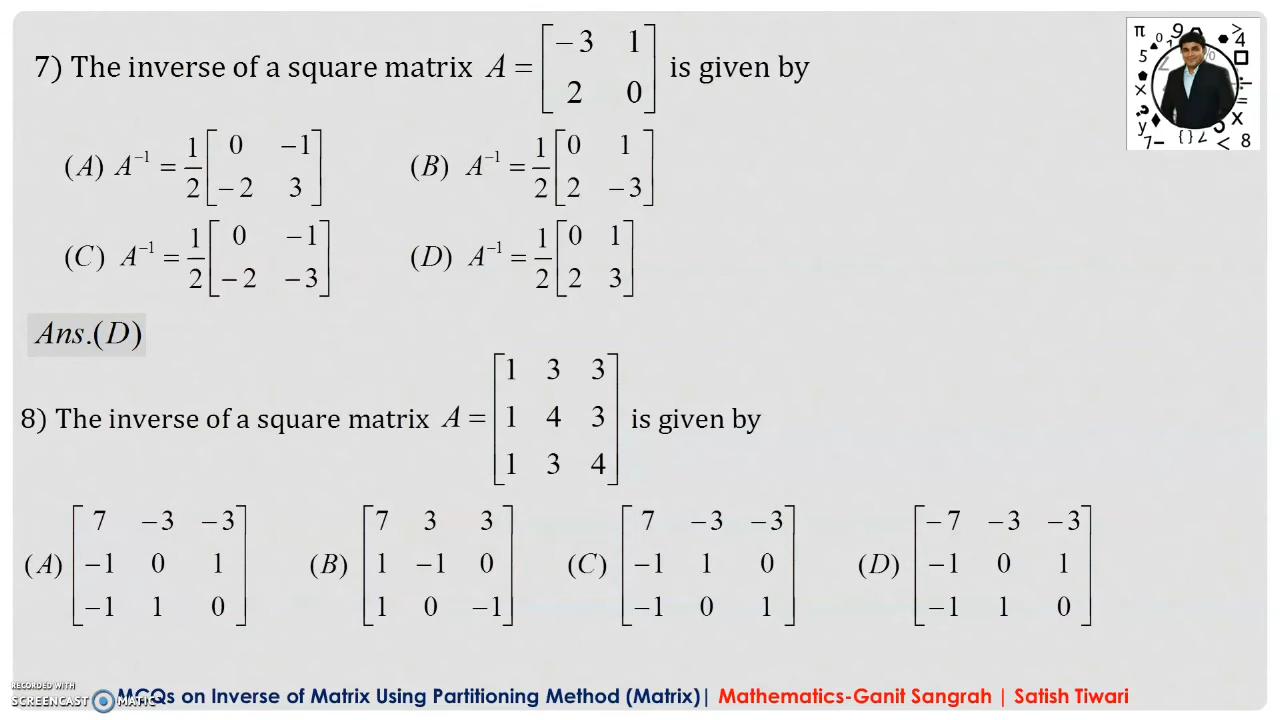 7) The inverse of a square matrix A = [ −3 1 ; 2 0 ] is given by
(A) A⁻¹ = 1/2 [ 0 −1 ; −2 3 ] (B) A⁻¹ = 1/2 [ 0 1 ; 2 −3 ]
(C) A⁻¹ = 1/2 [ 0 −1 ; −2 −3 ] (D) A⁻¹ = 1/2 [ 0 1 ; 2 3 ]
Ans.(D)
8) The inverse of a square matrix A = [ 1 3 3 ; 1 4 3 ; 1 3 4 ] is given by
(A) [ 7 −3 −3 ; −1 0 1 ; −1 1 0 ] (B) [ 7 3 3 ; 1 −1 0 ; 1 0 −1 ] (C) [ 7 −3 −3 ; −1 1 0 ; −1 0 1 ] (D) [ −7 −3 −3 ; −1 0 1 ; −1 1 0 ]
RECORDED WITH
SCREENCAST MATIC
MCQs on Inverse of Matrix Using Partitioning Method (Matrix)| Mathematics-Ganit Sangrah | Satish Tiwari